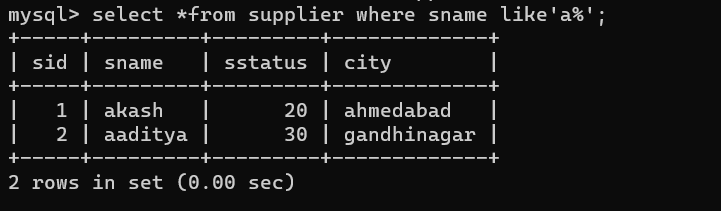 mysql> select *from supplier where sname like'a%';
+-----+---------+---------+-------------+
| sid | sname   | sstatus | city        |
+-----+---------+---------+-------------+
|   1 | akash   |      20 | ahmedabad   |
|   2 | aaditya |      30 | gandhinagar |
+-----+---------+---------+-------------+
2 rows in set (0.00 sec)